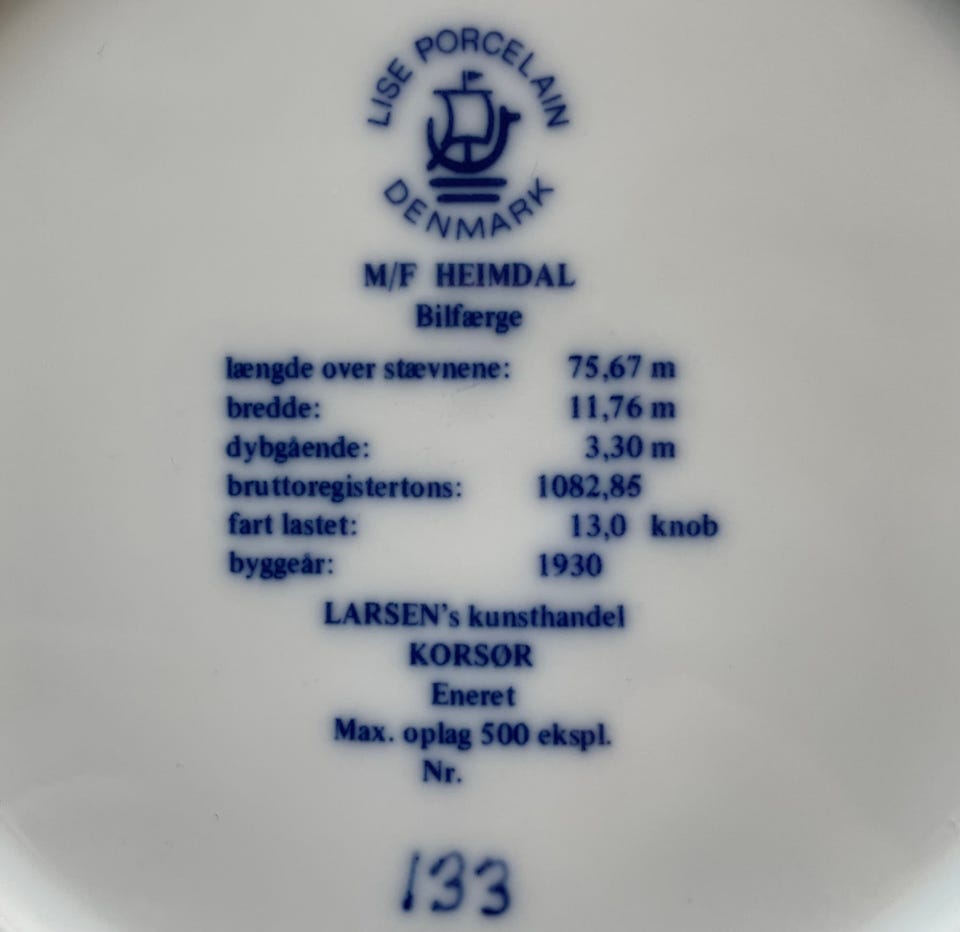 LISE PORCELAIN
DENMARK
M/F HEIMDAL
Bilfærge
længde over stævnene: 75,67 m
bredde: 11,76 m
dybgående: 3,30 m
bruttoregistertons: 1082,85
fart lastet: 13,0 knob
byggeår: 1930
LARSEN's kunsthandel
KORSØR
Eneret
Max. oplag 500 ekspl.
Nr.
133